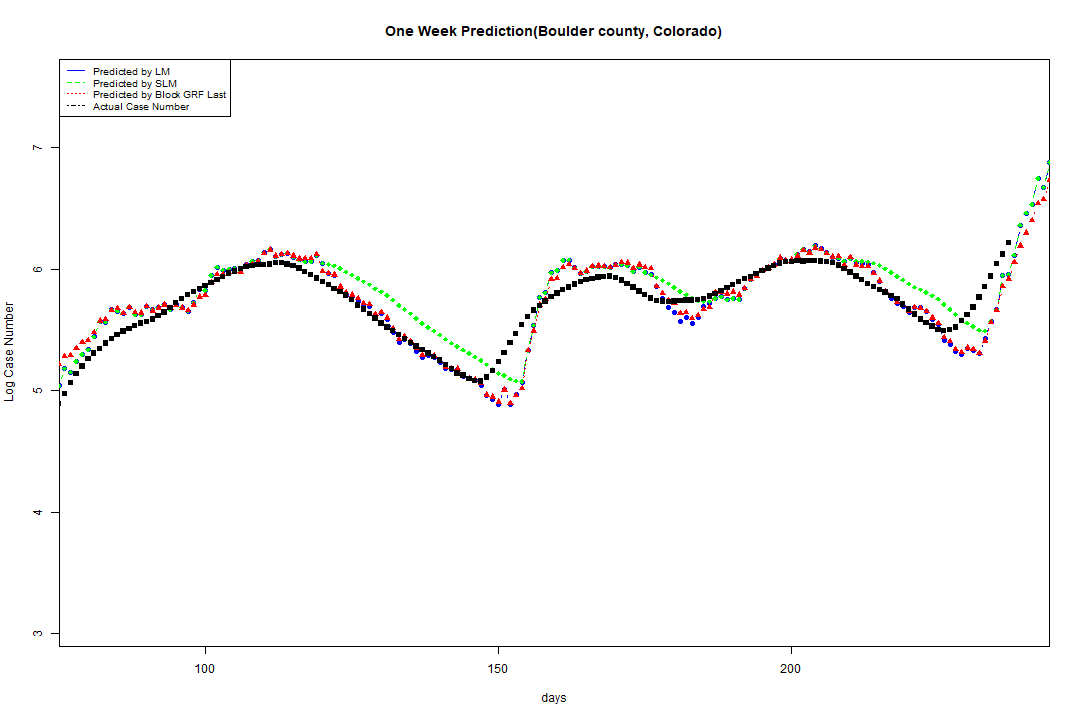 One Week Prediction(Boulder county, Colorado)
Predicted by LM
Predicted by SLM
Predicted by Block GRF Last
Actual Case Number
7
6
5
4
3
Log Case Number
100 150 200
days